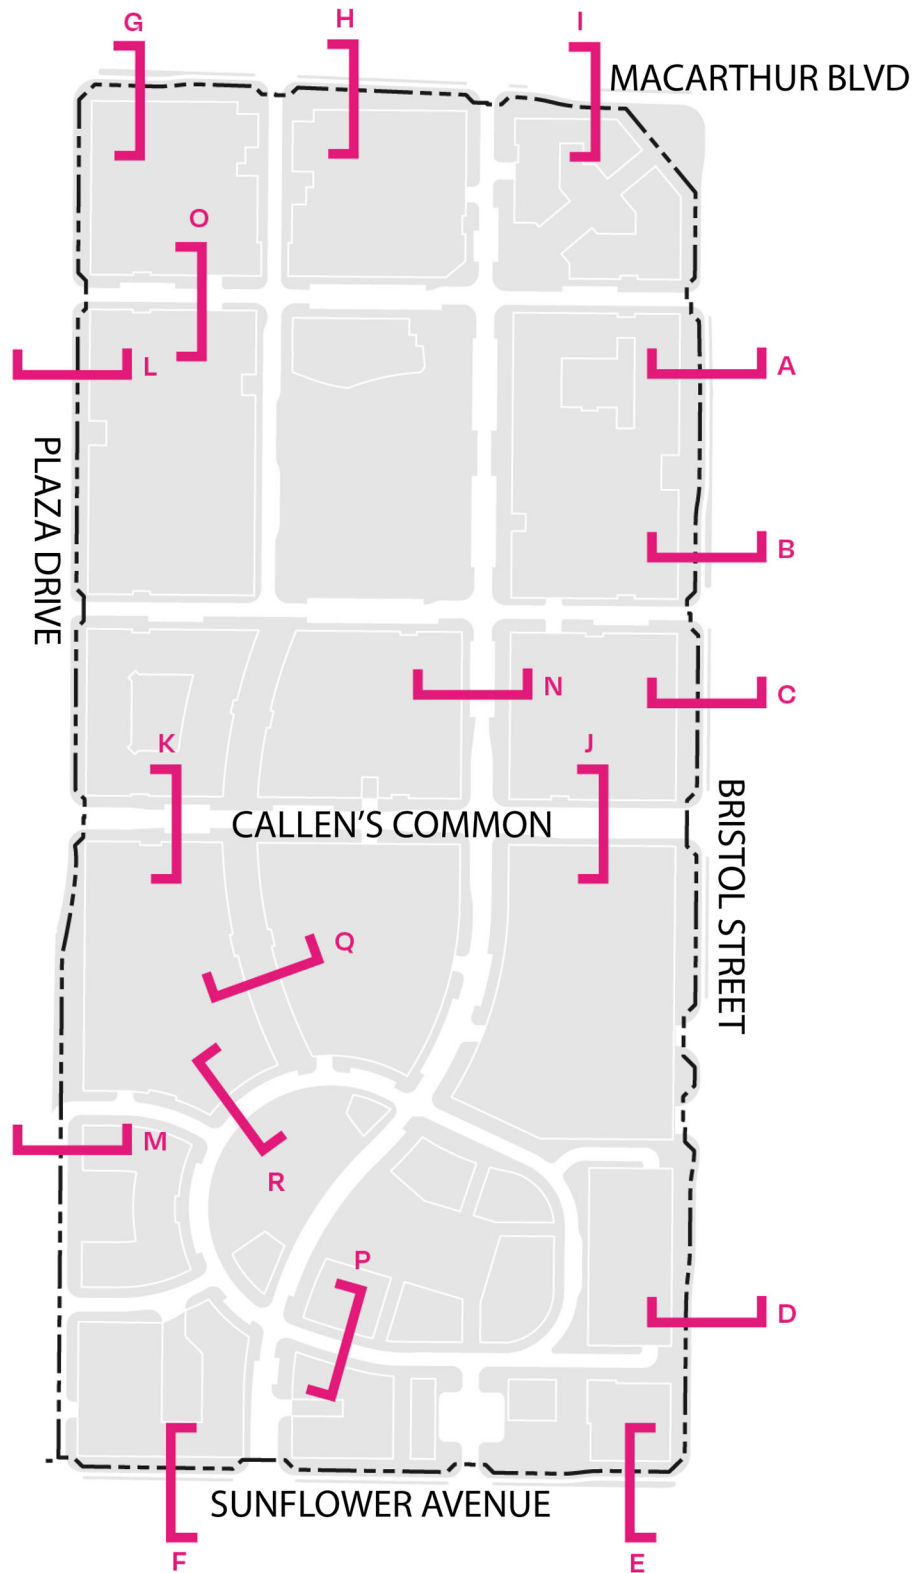 G
H
I
MACARTHUR BLVD
O
L
A
PLAZA DRIVE
B
N
C
K
J
CALLEN'S COMMON
BRISTOL STREET
Q
M
R
P
D
SUNFLOWER AVENUE
F
E